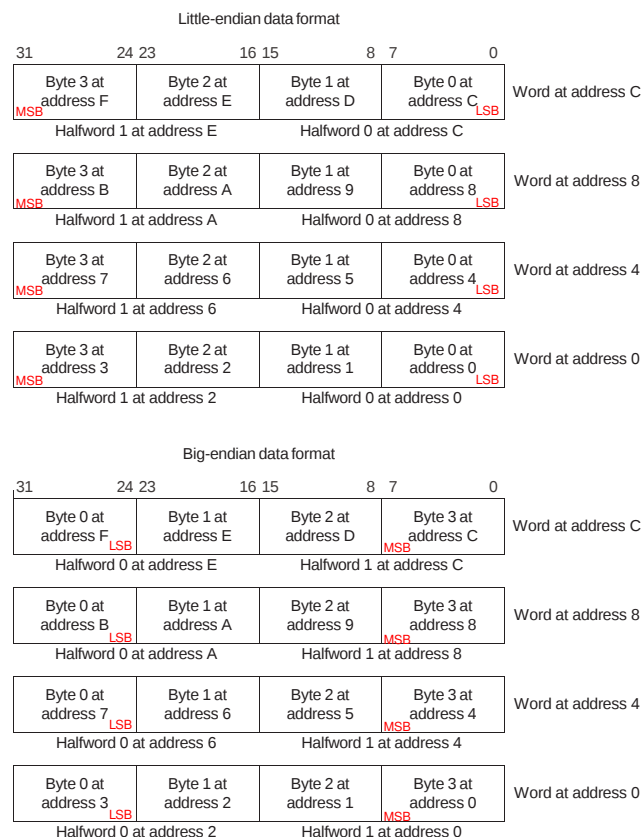 Little-endian data format
31 24 23 16 15 8 7 0
Byte 3 at Byte 2 at Byte 1 at Byte 0 at
address F address E address D address C Word at address C
MSB LSB
Halfword 1 at address E Halfword 0 at address C
Byte 3 at Byte 2 at Byte 1 at Byte 0 at
address B address A address 9 address 8 Word at address 8
MSB LSB
Halfword 1 at address A Halfword 0 at address 8
Byte 3 at Byte 2 at Byte 1 at Byte 0 at
address 7 address 6 address 5 address 4 Word at address 4
MSB LSB
Halfword 1 at address 6 Halfword 0 at address 4
Byte 3 at Byte 2 at Byte 1 at Byte 0 at
address 3 address 2 address 1 address 0 Word at address 0
MSB LSB
Halfword 1 at address 2 Halfword 0 at address 0
Big-endian data format
31 24 23 16 15 8 7 0
Byte 0 at Byte 1 at Byte 2 at Byte 3 at
address F address E address D address C Word at address C
LSB MSB
Halfword 0 at address E Halfword 1 at address C
Byte 0 at Byte 1 at Byte 2 at Byte 3 at
address B address A address 9 address 8 Word at address 8
LSB MSB
Halfword 0 at address A Halfword 1 at address 8
Byte 0 at Byte 1 at Byte 2 at Byte 3 at
address 7 address 6 address 5 address 4 Word at address 4
LSB MSB
Halfword 0 at address 6 Halfword 1 at address 4
Byte 0 at Byte 1 at Byte 2 at Byte 3 at
address 3 address 2 address 1 address 0 Word at address 0
LSB MSB
Halfword 0 at address 2 Halfword 1 at address 0